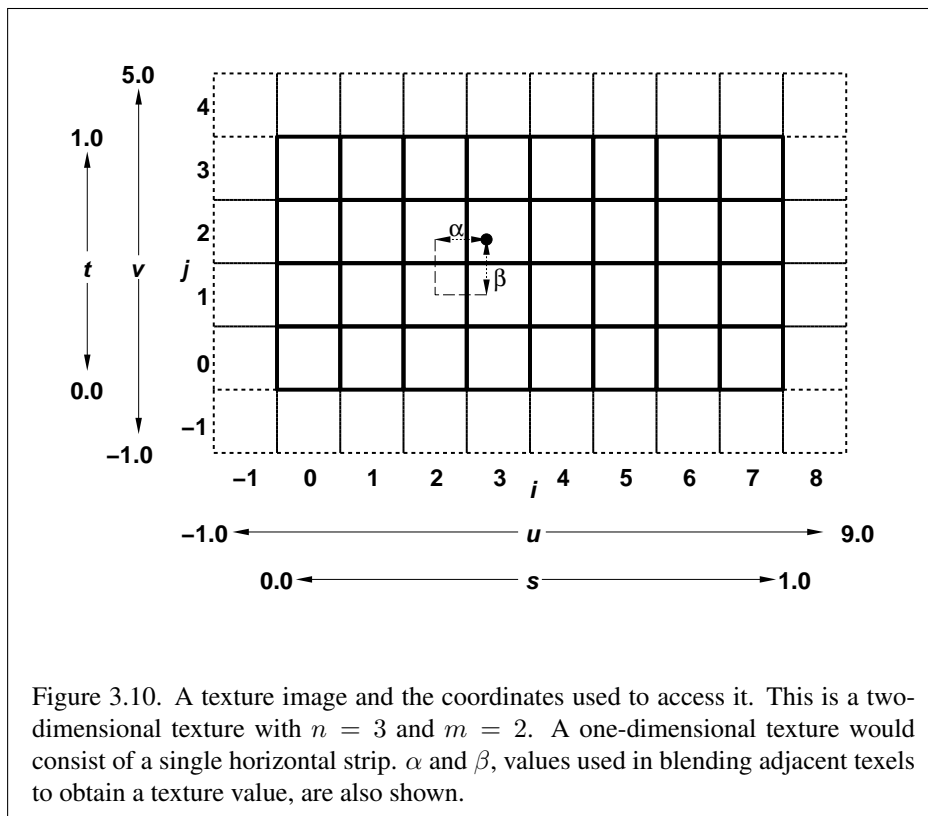 5.0
4
1.0
3
α
2
t v j
β
1
0
0.0
−1
−1.0
−1 0 1 2 3 4 5 6 7 8
i
−1.0 u 9.0
0.0 s 1.0
Figure 3.10. A texture image and the coordinates used to access it. This is a two-
dimensional texture with n = 3 and m = 2. A one-dimensional texture would
consist of a single horizontal strip. α and β, values used in blending adjacent texels
to obtain a texture value, are also shown.